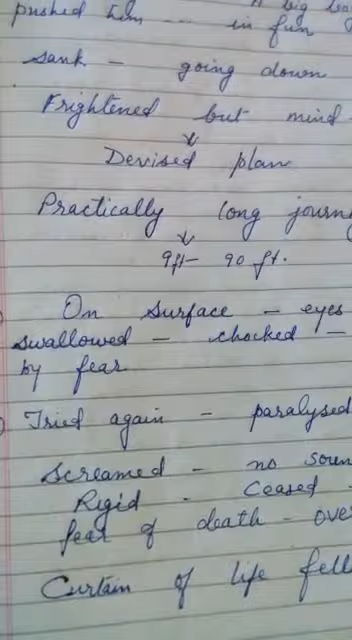 A big
pushed him --- in fun
sank - going down
Frightened but mind -
↓
Devised plan
Practically long journ
↓
9ft - 90 ft.
On surface - eyes
swallowed - chocked -
by fear
Tried again - paralysed
Screamed - no soun
Rigid - Ceased -
fear of death - ove
Curtain of life fell